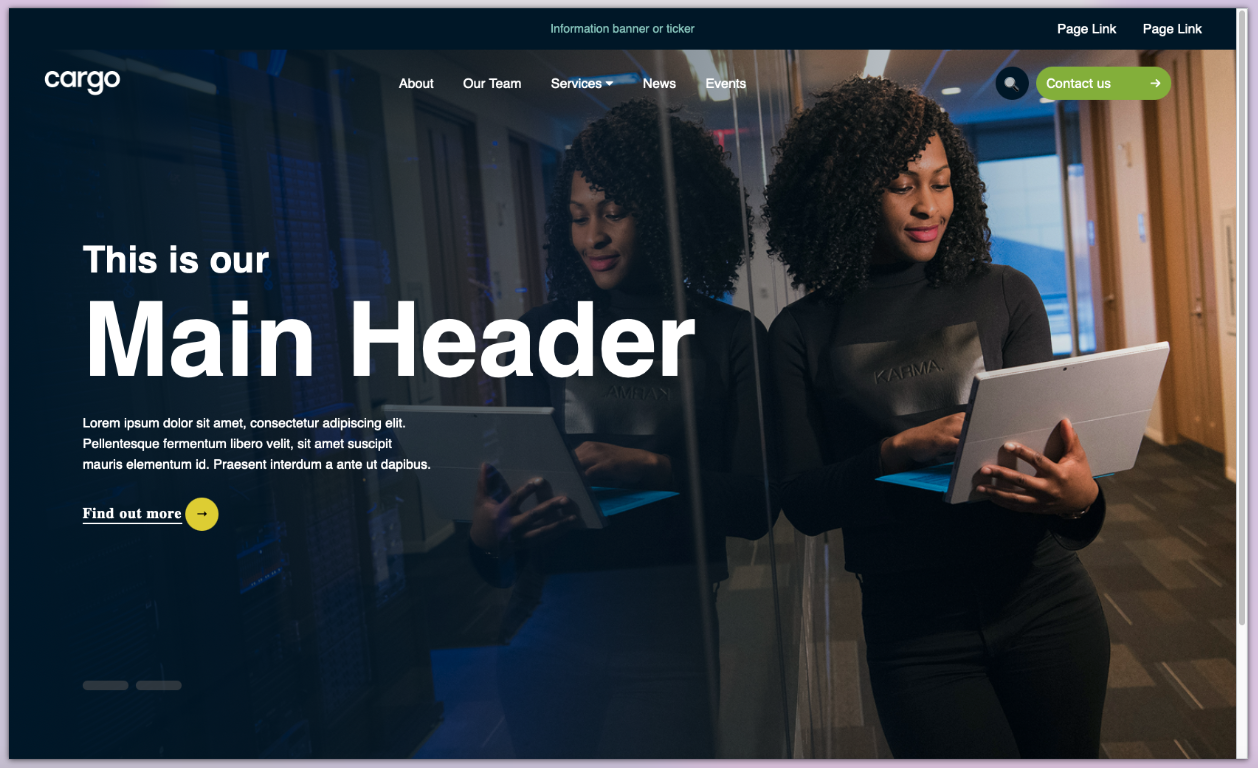 Information banner or ticker
Page Link
Page Link
cargo
About
Our Team
Services
News
Events
Contact us
This is our
Main Header
KARMA.
Lorem ipsum dolor sit amet, consectetur adipiscing elit.
Pellentesque fermentum libero velit, sit amet suscipit
mauris elementum id. Praesent interdum a ante ut dapibus.
Find out more